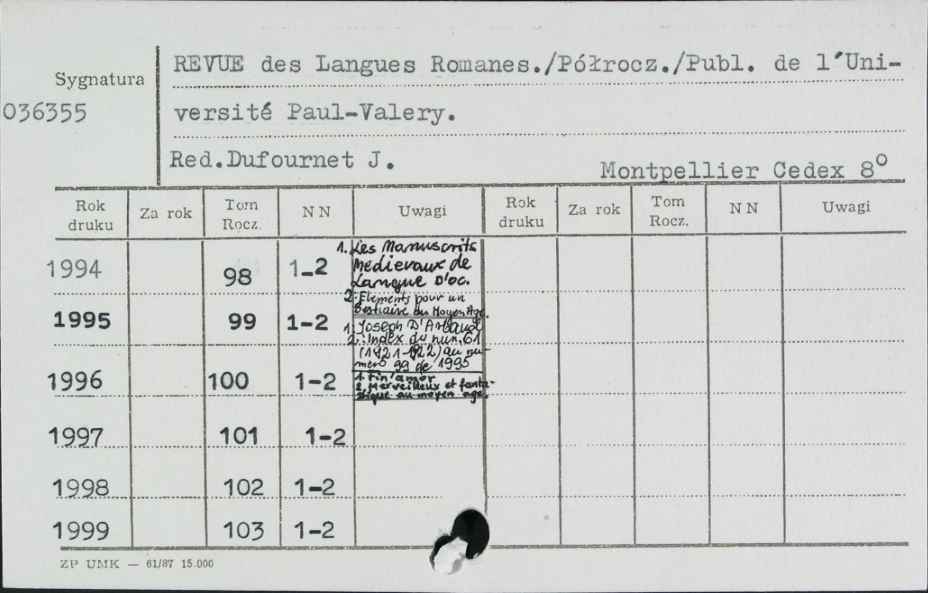 REVUE des Langues Romanes./Półrocz./Publ. de l'Uni-
Sygnatura
036355
versité Paul-Valery.
Red.Dufournet J.
Montpellier Cedex 8°
Rok druku Za rok Tom Rocz. NN Uwagi Rok druku Za rok Tom Rocz. NN Uwagi
1994 98 1-2
1. Les Manuscrits
Medievaux de
Langue D'oc.
2. Elements pour un
Bestiaire du Moyen Age.
1995 99 1-2
1. Joseph D'Arbaud
2. Index du num. 61
(1921-1922) au nu-
mero 99 de 1995
1996 100 1-2
1. Fin'amor
2. Merveilleux et fanta-
stique au moyen age.
1997 101 1-2
1998 102 1-2
1999 103 1-2
ZP UMK — 61/87 15.000